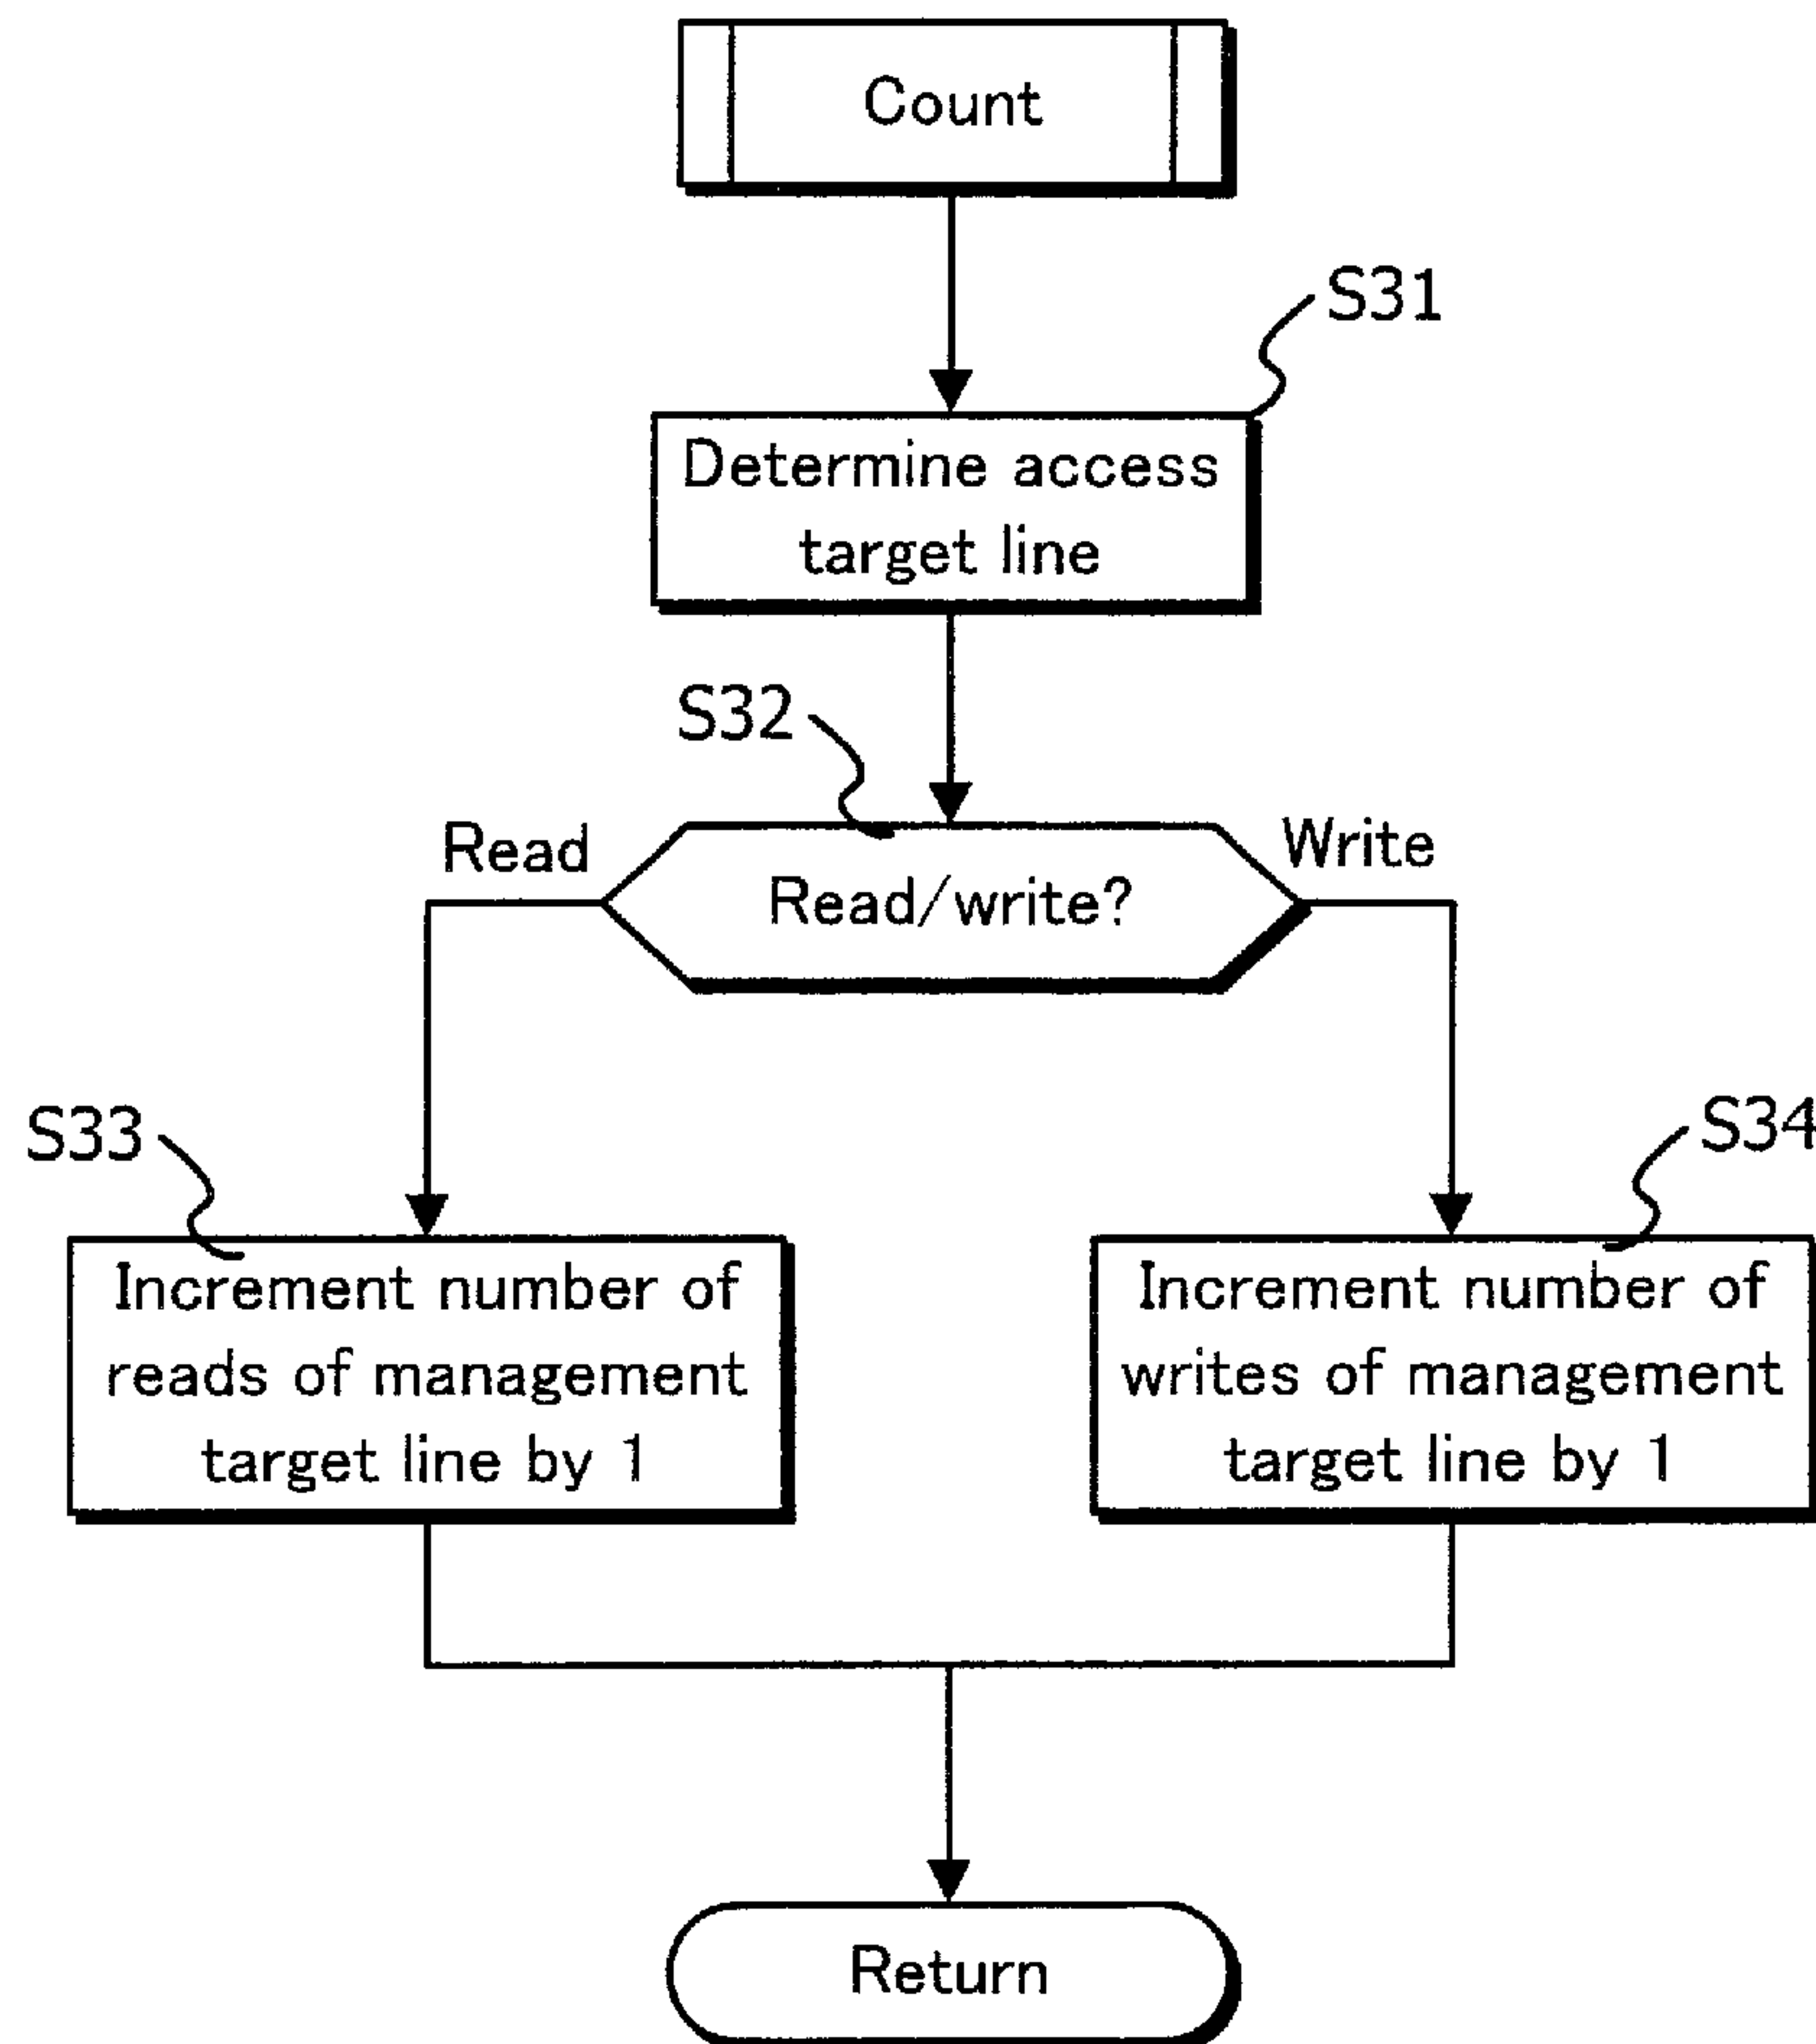 Count
S31
Determine access
target line
S32
Read
Write
Read/write?
S33
S34
Increment number of
reads of management
target line by 1
Increment number of
writes of management
target line by 1
Return